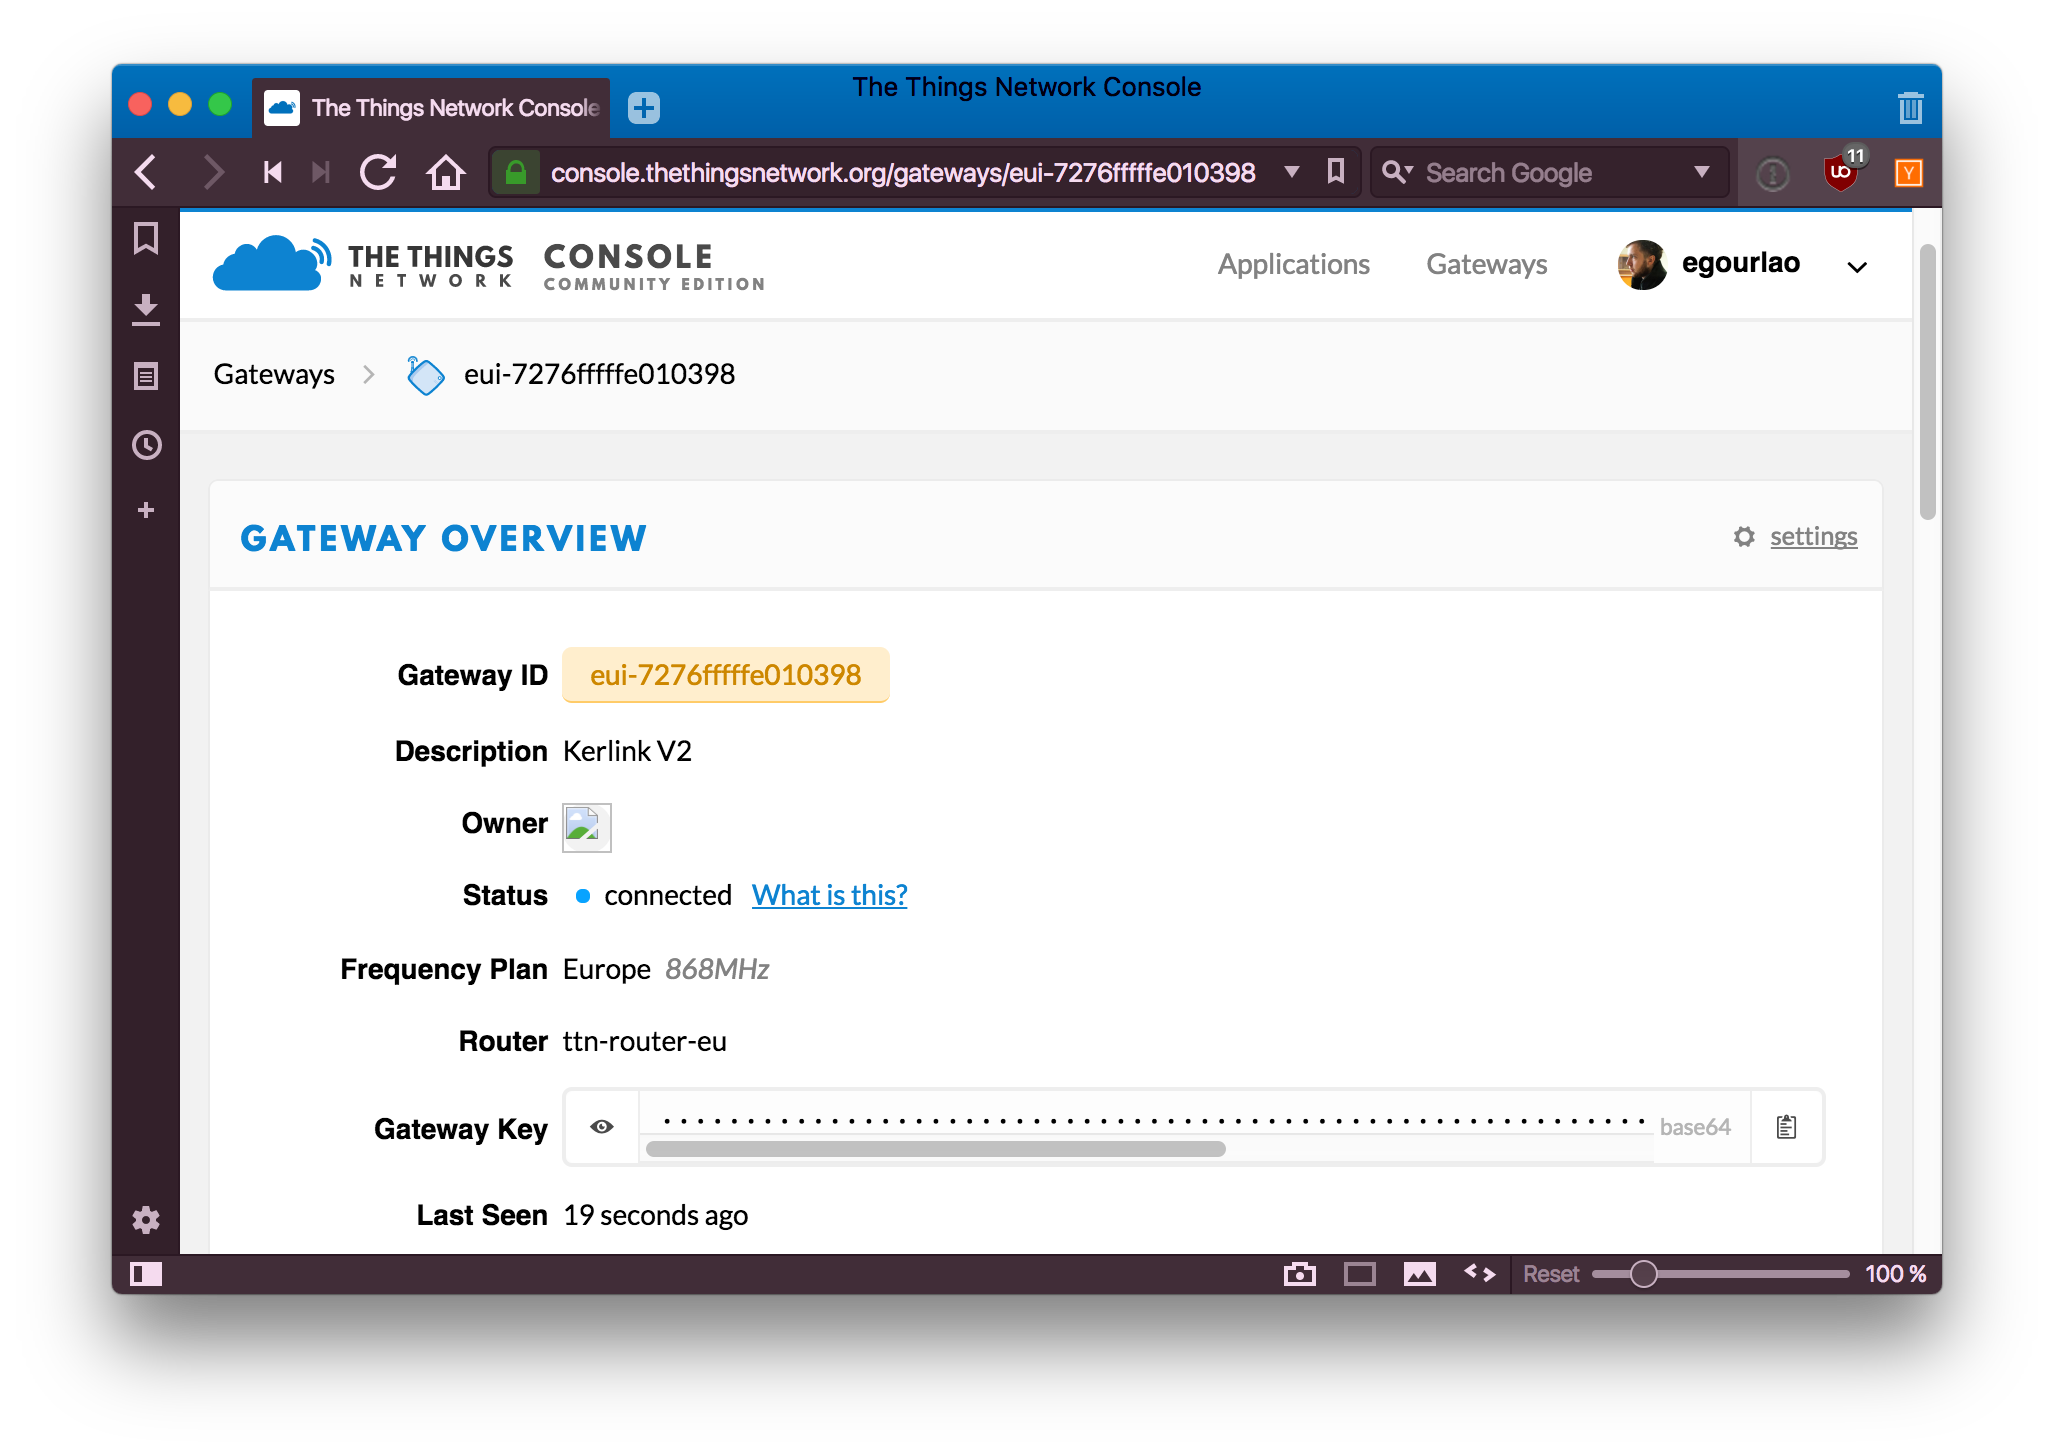 The Things Network Console
The Things Network Console
console.thethingsnetwork.org/gateways/eui-7276fffffe010398
Search Google
11
UO
Y
THE THINGS
NETWORK
CONSOLE
COMMUNITY EDITION
Applications
Gateways
egourlao
Gateways
eui-7276fffffe010398
GATEWAY OVERVIEW
settings
Gateway ID eui-7276fffffe010398
Description Kerlink V2
Owner
Status connected What is this?
Frequency Plan Europe 868MHz
Router ttn-router-eu
Gateway Key base64
Last Seen 19 seconds ago
Reset
100 %